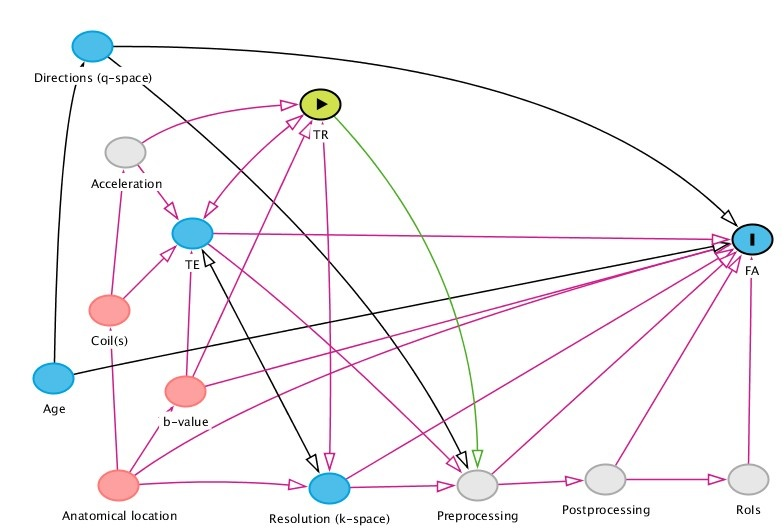 Directions (q-space)
TR
Acceleration
TE
FA
Coil(s)
Age
b-value
Anatomical location
Resolution (k-space)
Preprocessing
Postprocessing
RoIs